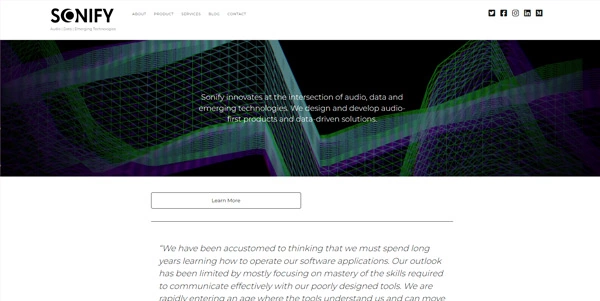 SONIFY
Audio | Data | Emerging Technologies
ABOUT PRODUCT SERVICES BLOG CONTACT
Sonify innovates at the intersection of audio, data and
emerging technologies. We design and develop audio-
first products and data-driven solutions.
Learn More
"We have been accustomed to thinking that we must spend long
years learning how to operate our software applications. Our outlook
has been limited by mostly focusing on mastery of the skills required
to communicate effectively with our poorly designed tools. We are
rapidly entering an age where the tools understand us and can move